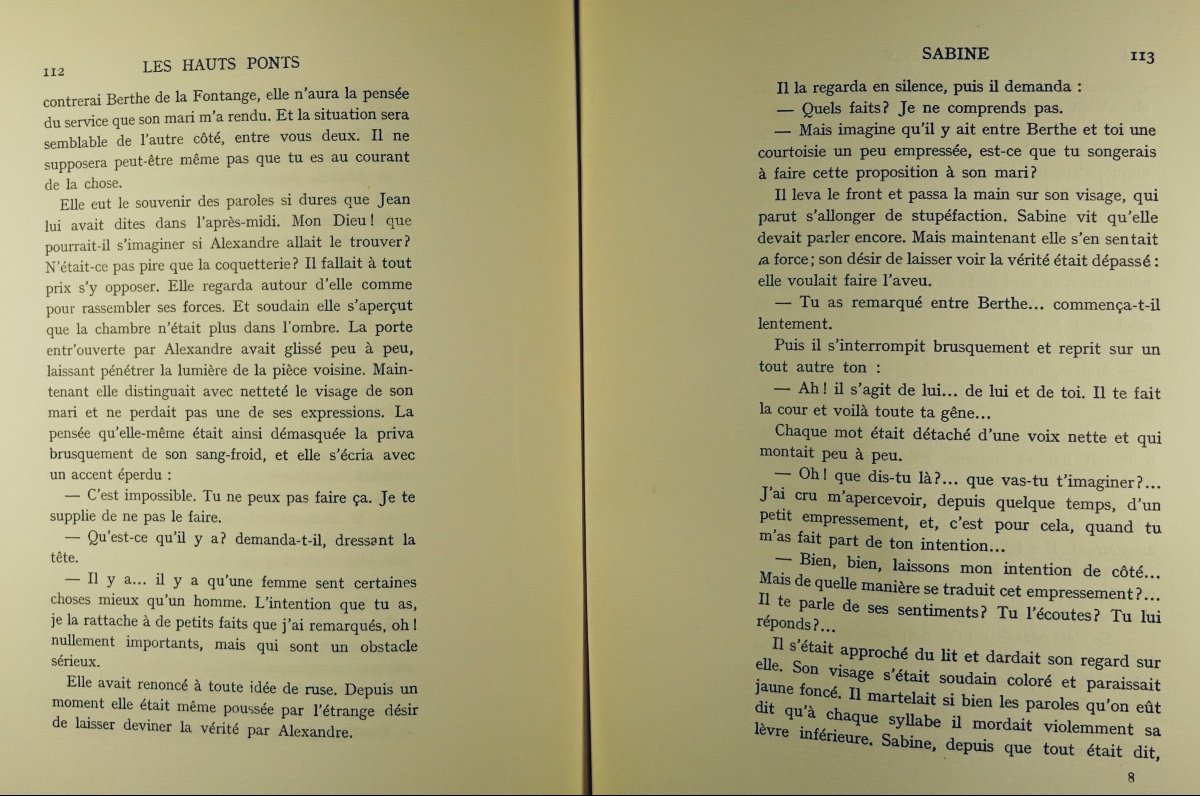 112 LES HAUTS PONTS
contrerai Berthe de la Fontange, elle n'aura la pensée
du service que son mari m'a rendu. Et la situation sera
semblable de l'autre côté, entre vous deux. Il ne
supposera peut-être même pas que tu es au courant
de la chose.
Elle eut le souvenir des paroles si dures que Jean
lui avait dites dans l'après-midi. Mon Dieu ! que
pourrait-il s'imaginer si Alexandre allait le trouver?
N'était-ce pas pire que la coquetterie? Il fallait à tout
prix s'y opposer. Elle regarda autour d'elle comme
pour rassembler ses forces. Et soudain elle s'aperçut
que la chambre n'était plus dans l'ombre. La porte
entr'ouverte par Alexandre avait glissé peu à peu,
laissant pénétrer la lumière de la pièce voisine. Main-
tenant elle distinguait avec netteté le visage de son
mari et ne perdait pas une de ses expressions. La
pensée qu'elle-même était ainsi démasquée la priva
brusquement de son sang-froid, et elle s'écria avec
un accent éperdu :
— C'est impossible. Tu ne peux pas faire ça. Je te
supplie de ne pas le faire.
— Qu'est-ce qu'il y a? demanda-t-il, dressant la
tête.
— Il y a... il y a qu'une femme sent certaines
choses mieux qu'un homme. L'intention que tu as,
je la rattache à de petits faits que j'ai remarqués, oh !
nullement importants, mais qui sont un obstacle
sérieux.
Elle avait renoncé à toute idée de ruse. Depuis un
moment elle était même poussée par l'étrange désir
de laisser deviner la vérité par Alexandre.
SABINE 113
Il la regarda en silence, puis il demanda :
— Quels faits? Je ne comprends pas.
— Mais imagine qu'il y ait entre Berthe et toi une
courtoisie un peu empressée, est-ce que tu songerais
à faire cette proposition à son mari?
Il leva le front et passa la main sur son visage, qui
parut s'allonger de stupéfaction. Sabine vit qu'elle
devait parler encore. Mais maintenant elle s'en sentait
la force; son désir de laisser voir la vérité était dépassé :
elle voulait faire l'aveu.
— Tu as remarqué entre Berthe... commença-t-il
lentement.
Puis il s'interrompit brusquement et reprit sur un
tout autre ton :
— Ah ! il s'agit de lui... de lui et de toi. Il te fait
la cour et voilà toute ta gêne...
Chaque mot était détaché d'une voix nette et qui
montait peu à peu.
— Oh ! que dis-tu là?... que vas-tu t'imaginer?...
J'ai cru m'apercevoir, depuis quelque temps, d'un
petit empressement, et, c'est pour cela, quand tu
m'as fait part de ton intention...
— Bien, bien, laissons mon intention de côté...
Mais de quelle manière se traduit cet empressement?...
Il te parle de ses sentiments? Tu l'écoutes? Tu lui
réponds?...
Il s'était approché du lit et dardait son regard sur
elle. Son visage s'était soudain coloré et paraissait
jaune foncé. Il martelait si bien les paroles qu'on eût
dit qu'à chaque syllabe il mordait violemment sa
lèvre inférieure. Sabine, depuis que tout était dit,
8